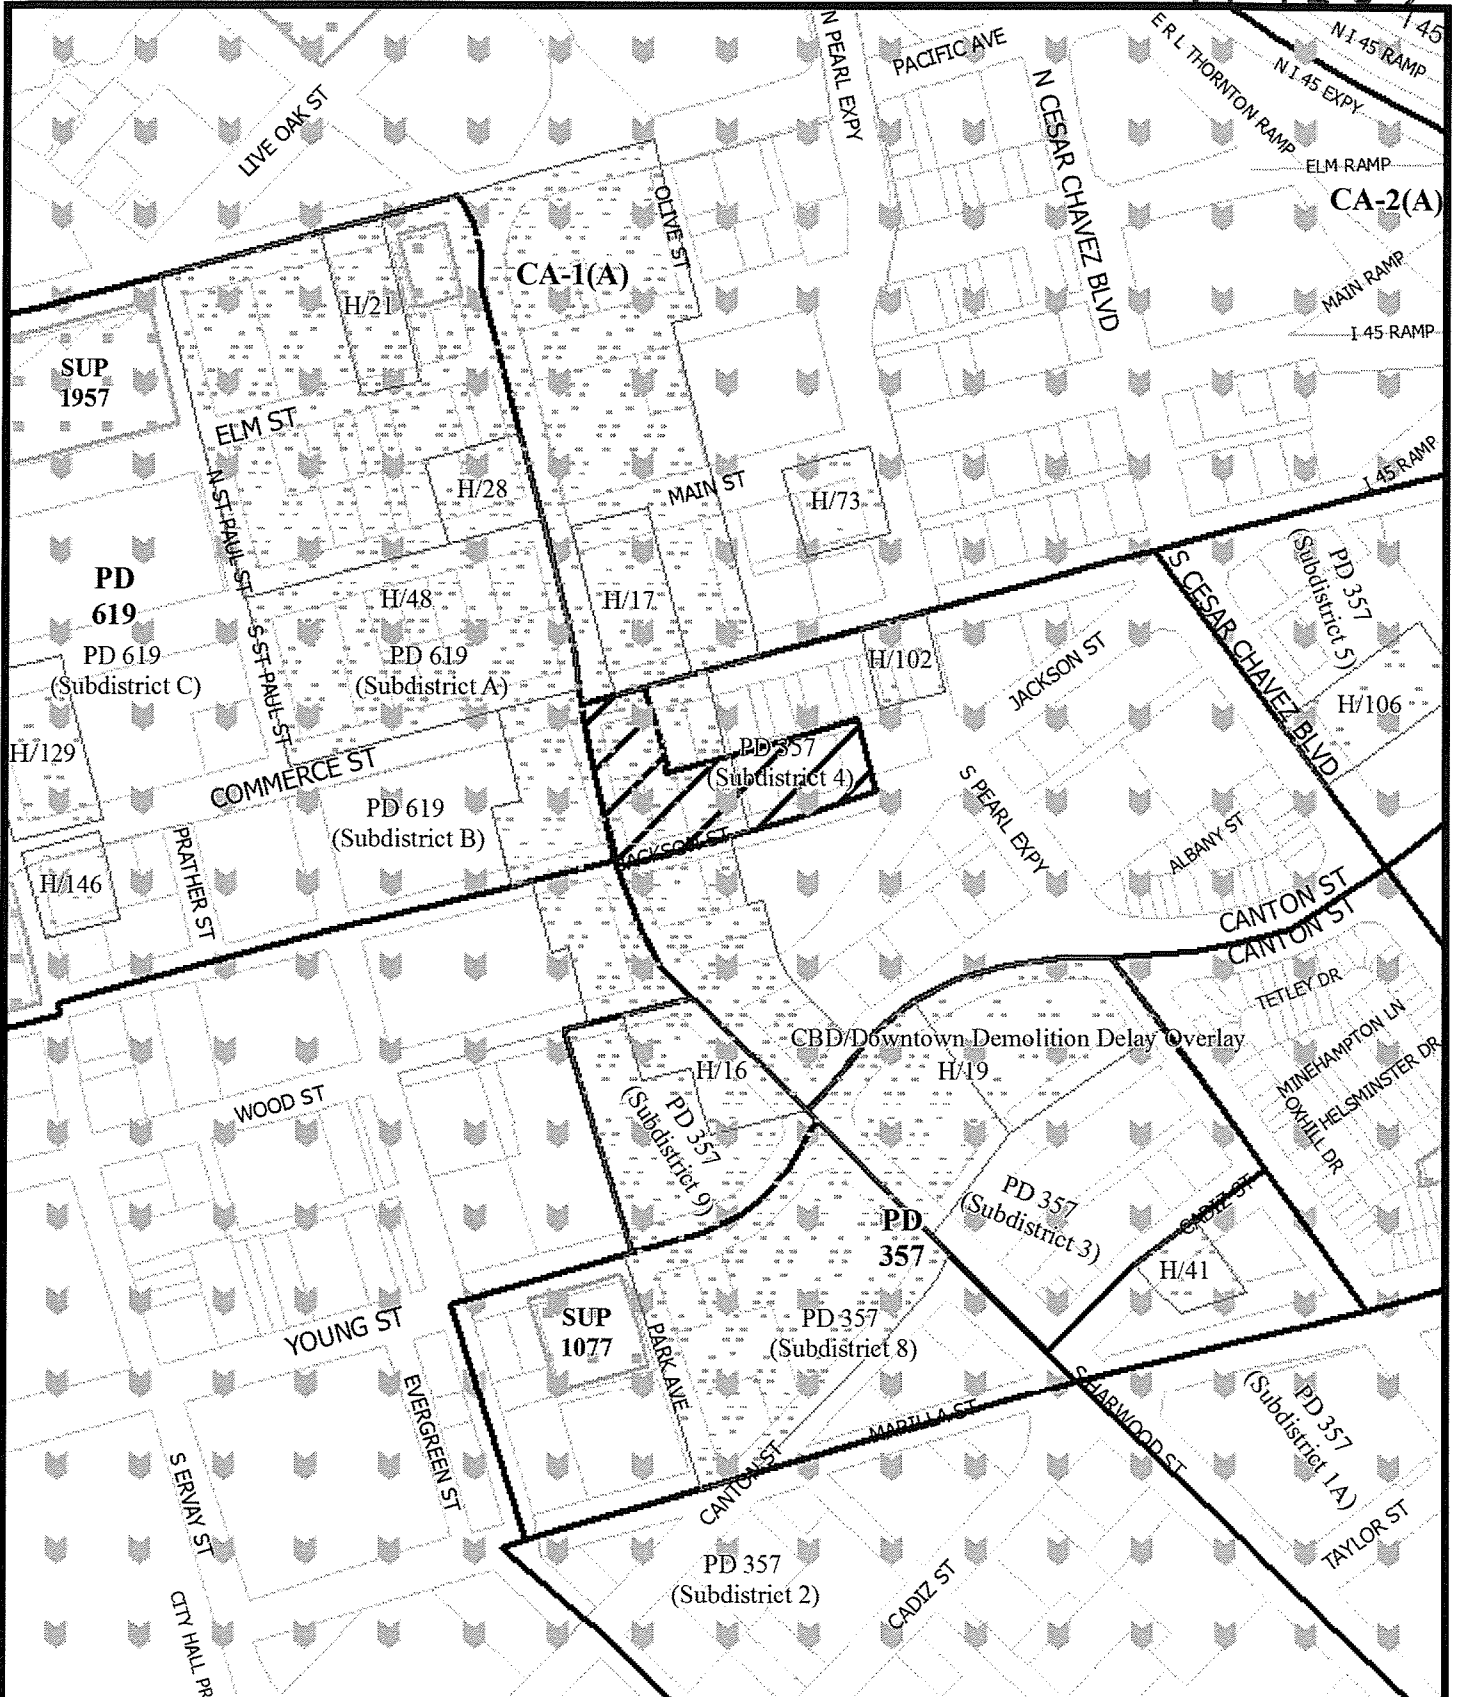 N PEARL EXPY
PACIFIC AVE
E R L THORNTON RAMP
N I 45 RAMP
N I 45 EXPY
I 45
LIVE OAK ST
N CESAR CHAVEZ BLVD
ELM RAMP
CA-2(A)
OLIVE ST
CA-1(A)
MAIN RAMP
I 45 RAMP
H/21
SUP
1957
ELM ST
N ST PAUL ST
H/28
MAIN ST
H/73
I 45 RAMP
PD
619
H/48
H/17
PD 357
(Subdistrict 5)
S CESAR CHAVEZ BLVD
PD 619
(Subdistrict C)
S ST PAUL ST
PD 619
(Subdistrict A)
H/102
JACKSON ST
H/106
H/129
COMMERCE ST
PD 357
(Subdistrict 4)
S PEARL EXPY
PD 619
(Subdistrict B)
JACKSON ST
ALBANY ST
H/146
PRATHER ST
CANTON ST
CANTON ST
TETLEY DR
CBD/Downtown Demolition Delay Overlay
MINEHAMPTON LN
HELSMINSTER DR
FOXHILL DR
H/16
H/19
WOOD ST
PD 357
(Subdistrict 9)
PD 357
(Subdistrict 3)
CADIZ ST
PD
357
H/41
YOUNG ST
SUP
1077
PARK AVE
PD 357
(Subdistrict 8)
EVERGREEN ST
MARILLA ST
S HARWOOD ST
PD 357
(Subdistrict 1A)
S ERVAY ST
CANTON ST
TAYLOR ST
PD 357
(Subdistrict 2)
CADIZ ST
CITY HALL PR